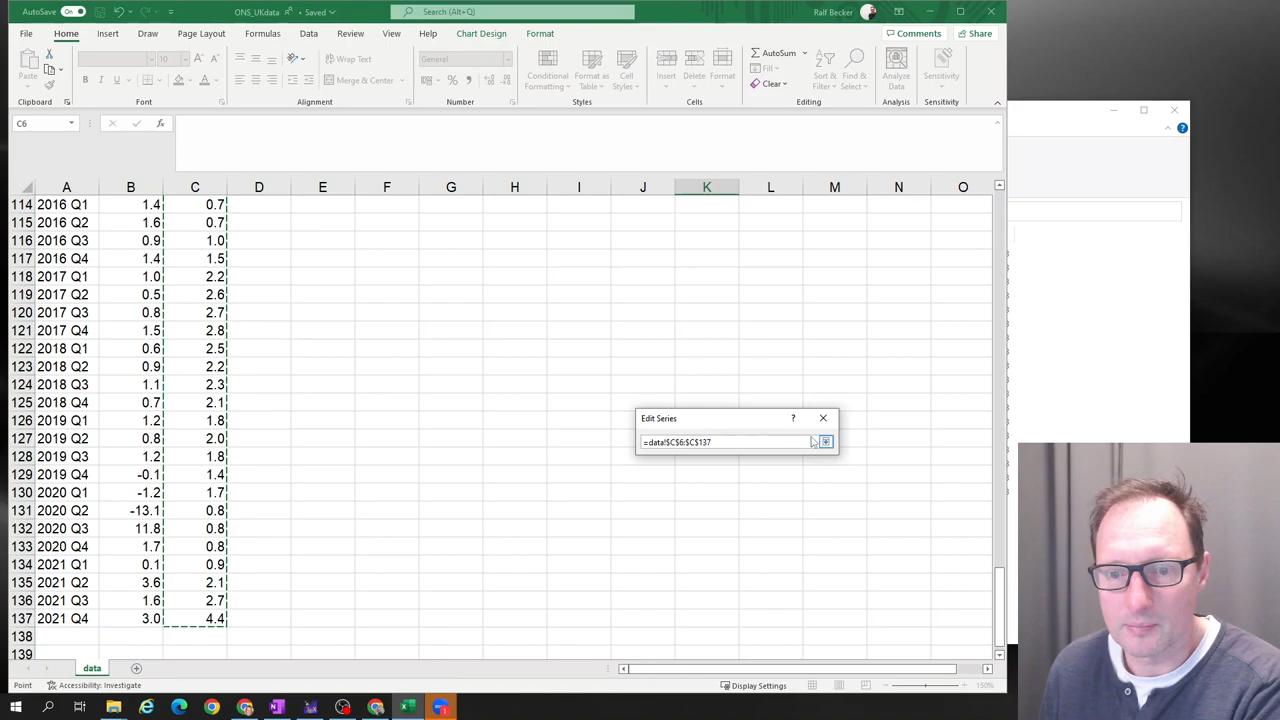 AutoSave On ONS_UKdata • Saved Search (Alt+Q) Ralf Becker
File Home Insert Draw Page Layout Formulas Data Review View Help Chart Design Format Comments Share
Paste 10 B I U A A Wrap Text Merge & Center General Conditional Formatting Format as Table Cell Styles Insert Delete Format AutoSum Fill Clear Sort & Filter Find & Select Analyze Data Sensitivity
Clipboard Font Alignment Number Styles Cells Editing Analysis Sensitivity
C6 fx
A B C D E F G H I J K L M N O
114 2016 Q1 1.4 0.7
115 2016 Q2 1.6 0.7
116 2016 Q3 0.9 1.0
117 2016 Q4 1.4 1.5
118 2017 Q1 1.0 2.2
119 2017 Q2 0.5 2.6
120 2017 Q3 0.8 2.7
121 2017 Q4 1.5 2.8
122 2018 Q1 0.6 2.5
123 2018 Q2 0.9 2.2
124 2018 Q3 1.1 2.3
125 2018 Q4 0.7 2.1
126 2019 Q1 1.2 1.8
127 2019 Q2 0.8 2.0
128 2019 Q3 1.2 1.8
129 2019 Q4 -0.1 1.4
130 2020 Q1 -1.2 1.7
131 2020 Q2 -13.1 0.8
132 2020 Q3 11.8 0.8
133 2020 Q4 1.7 0.8
134 2021 Q1 0.1 0.9
135 2021 Q2 3.6 2.1
136 2021 Q3 1.6 2.7
137 2021 Q4 3.0 4.4
138
139
Edit Series ? ×
=data!$C$6:$C$137
data
Point Accessibility: Investigate Display Settings 150%